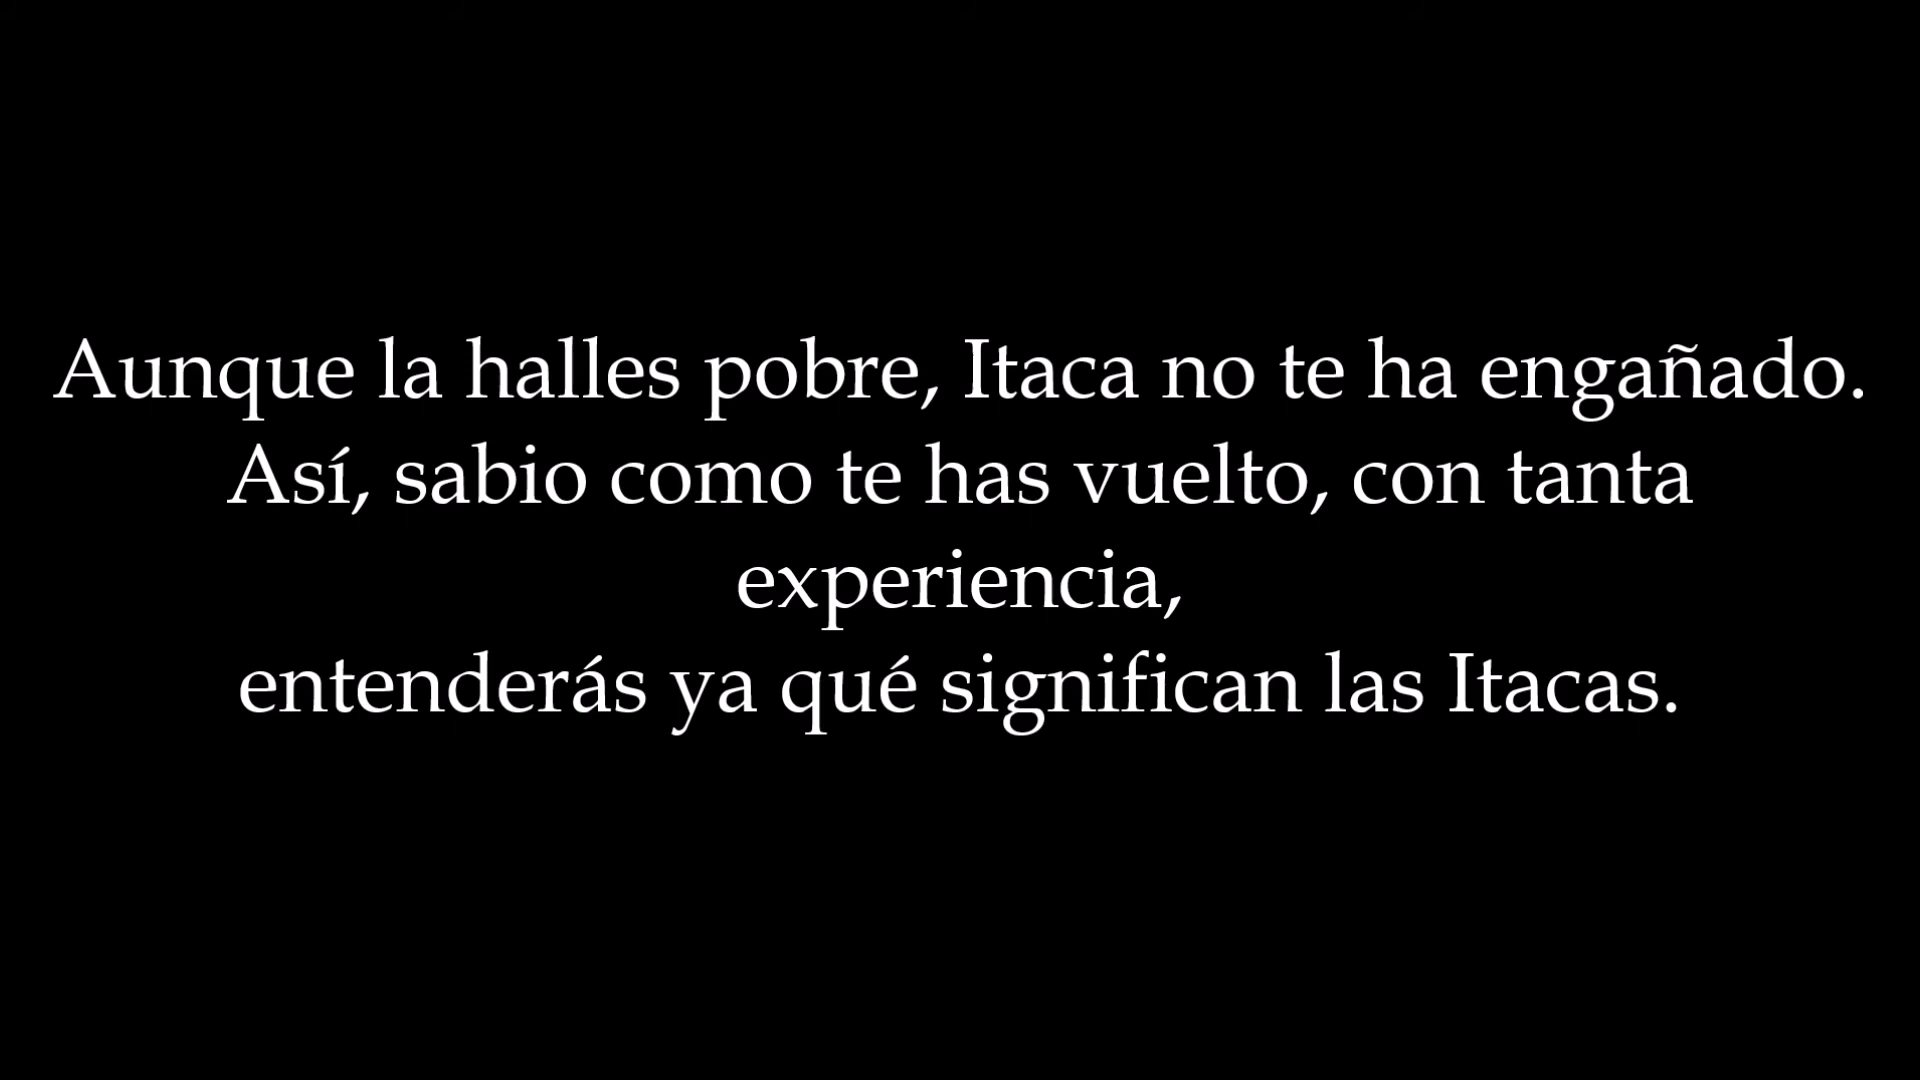 Aunque la halles pobre, Itaca no te ha engañado.
Así, sabio como te has vuelto, con tanta
experiencia,
entenderás ya qué significan las Itacas.